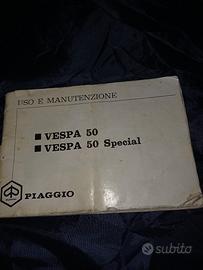 USO E MANUTENZIONE
■ VESPA 50
■ VESPA 50 Special
PIAGGIO
subito